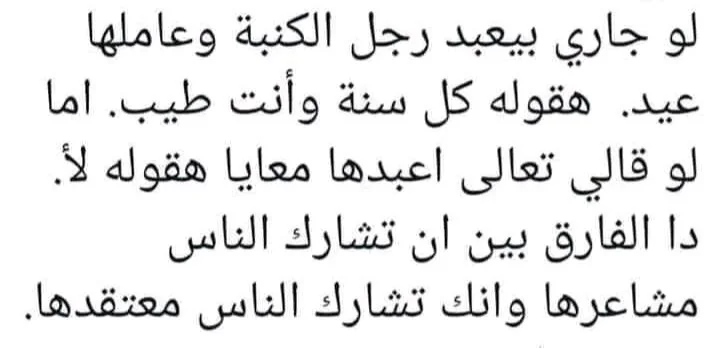 لو جاري بيعبد رجل الكنبة وعاملها
عيد. هقوله كل سنة وأنت طيب. اما
لو قالي تعالى اعبدها معايا هقوله لأ.
دا الفارق بين ان تشارك الناس
مشاعرها وانك تشارك الناس معتقدها.